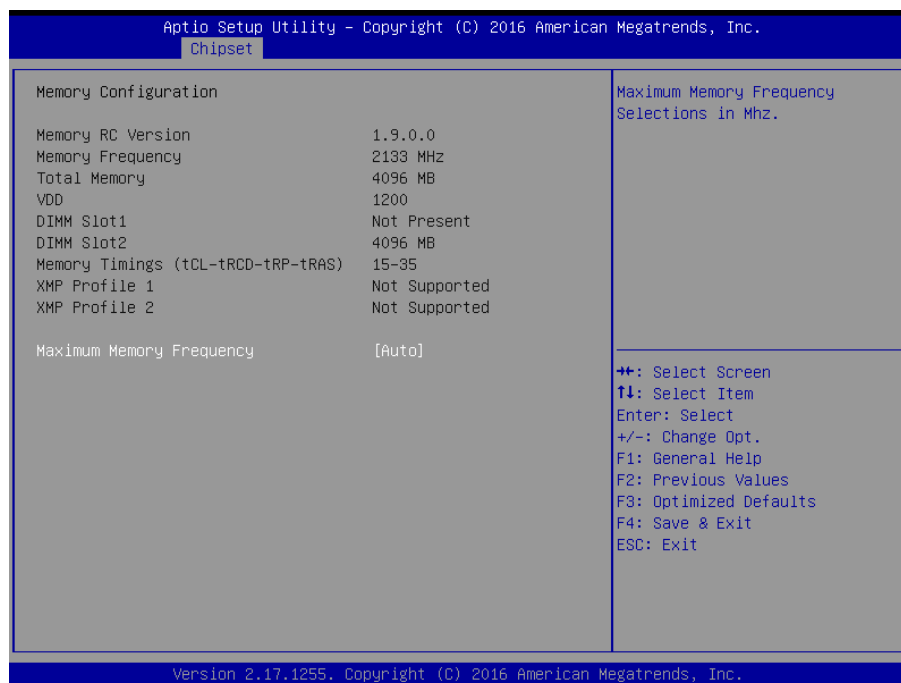 Aptio Setup Utility – Copyright (C) 2016 American Megatrends, Inc.
Chipset
Memory Configuration
Memory RC Version 1.9.0.0
Memory Frequency 2133 MHz
Total Memory 4096 MB
VDD 1200
DIMM Slot1 Not Present
DIMM Slot2 4096 MB
Memory Timings (tCL-tRCD-tRP-tRAS) 15-35
XMP Profile 1 Not Supported
XMP Profile 2 Not Supported
Maximum Memory Frequency [Auto]
Maximum Memory Frequency
Selections in Mhz.
→←: Select Screen
↑↓: Select Item
Enter: Select
+/-: Change Opt.
F1: General Help
F2: Previous Values
F3: Optimized Defaults
F4: Save & Exit
ESC: Exit
Version 2.17.1255. Copyright (C) 2016 American Megatrends, Inc.